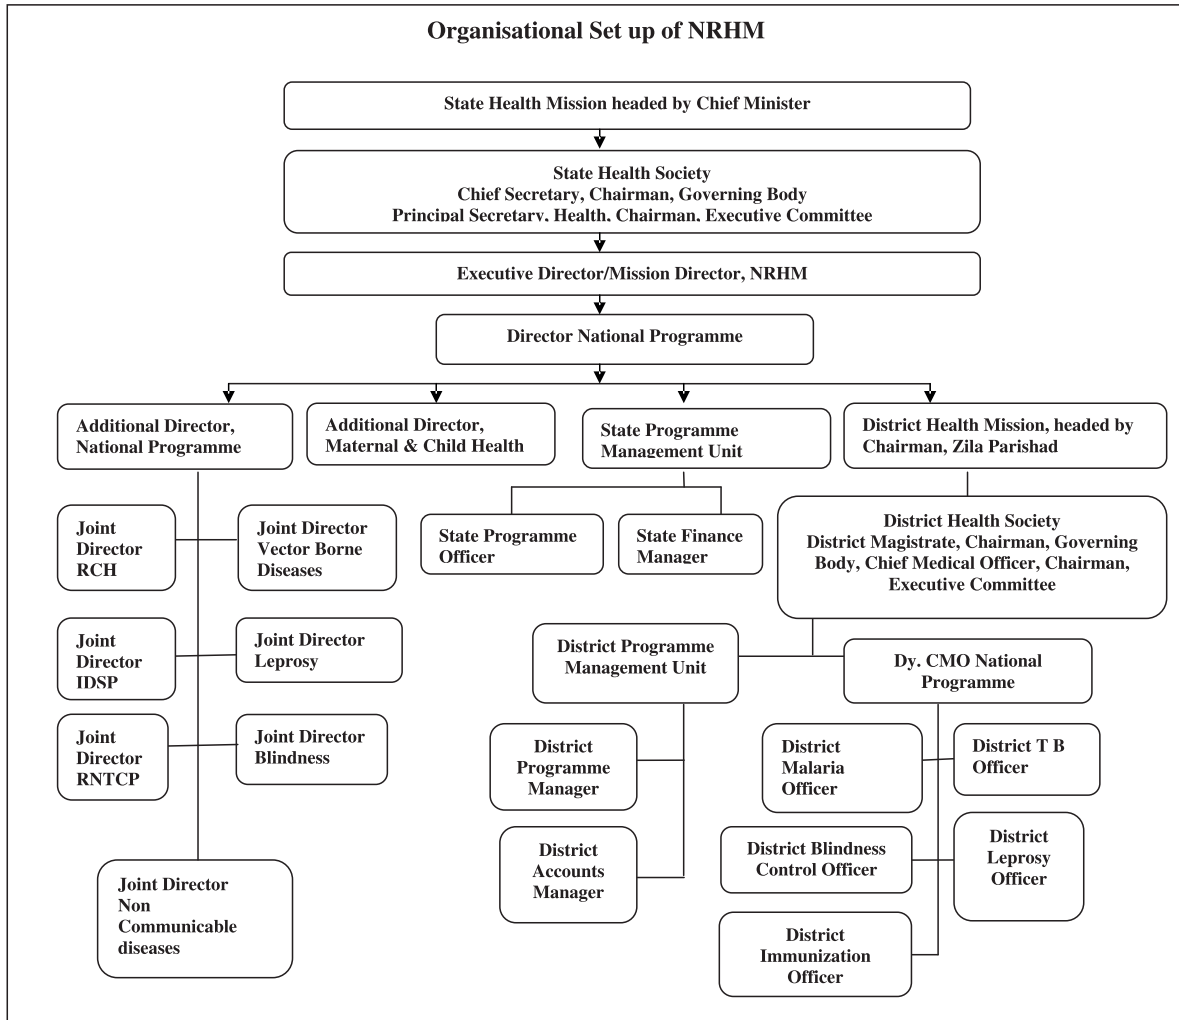 Organisational Set up of NRHM
State Health Mission headed by Chief Minister
State Health Society
Chief Secretary, Chairman, Governing Body
Principal Secretary, Health, Chairman, Executive Committee
Executive Director/Mission Director, NRHM
Director National Programme
Additional Director,
National Programme
Additional Director,
Maternal & Child Health
State Programme
Management Unit
District Health Mission, headed by
Chairman, Zila Parishad
Joint
Director
RCH
Joint Director
Vector Borne
Diseases
State Programme
Officer
State Finance
Manager
District Health Society
District Magistrate, Chairman, Governing
Body, Chief Medical Officer, Chairman,
Executive Committee
Joint
Director
IDSP
Joint Director
Leprosy
District Programme
Management Unit
Dy. CMO National
Programme
Joint
Director
RNTCP
Joint Director
Blindness
District
Programme
Manager
District
Malaria
Officer
District T B
Officer
District
Accounts
Manager
District Blindness
Control Officer
District
Leprosy
Officer
Joint Director
Non
Communicable
diseases
District
Immunization
Officer